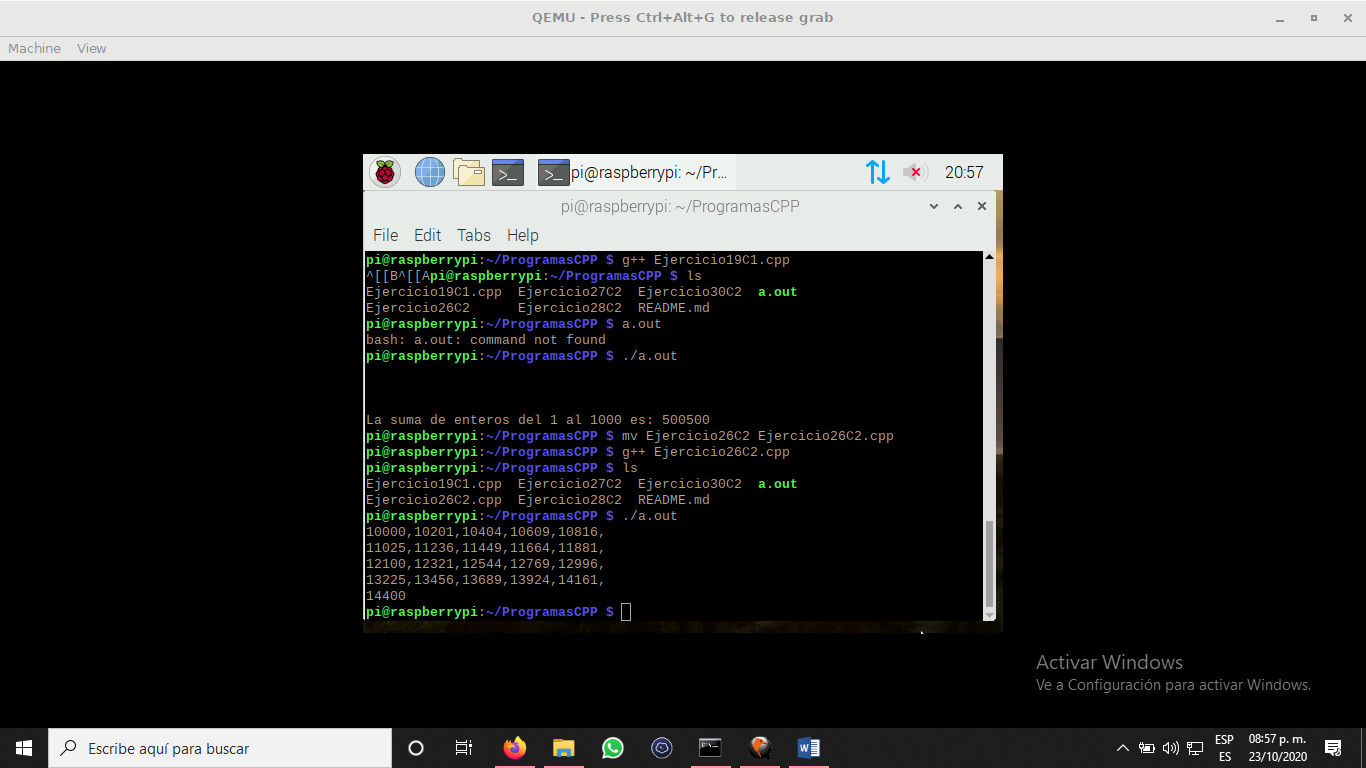 QEMU - Press Ctrl+Alt+G to release grab
Machine View
pi@raspberrypi: ~/Pr... 20:57
pi@raspberrypi: ~/ProgramasCPP
File Edit Tabs Help
pi@raspberrypi:~/ProgramasCPP $ g++ Ejercicio19C1.cpp
^[[B^[[Api@raspberrypi:~/ProgramasCPP $ ls
Ejercicio19C1.cpp Ejercicio27C2 Ejercicio30C2 a.out
Ejercicio26C2 Ejercicio28C2 README.md
pi@raspberrypi:~/ProgramasCPP $ a.out
bash: a.out: command not found
pi@raspberrypi:~/ProgramasCPP $ ./a.out
La suma de enteros del 1 al 1000 es: 500500
pi@raspberrypi:~/ProgramasCPP $ mv Ejercicio26C2 Ejercicio26C2.cpp
pi@raspberrypi:~/ProgramasCPP $ g++ Ejercicio26C2.cpp
pi@raspberrypi:~/ProgramasCPP $ ls
Ejercicio19C1.cpp Ejercicio27C2 Ejercicio30C2 a.out
Ejercicio26C2.cpp Ejercicio28C2 README.md
pi@raspberrypi:~/ProgramasCPP $ ./a.out
10000,10201,10404,10609,10816,
11025,11236,11449,11664,11881,
12100,12321,12544,12769,12996,
13225,13456,13689,13924,14161,
14400
pi@raspberrypi:~/ProgramasCPP $
Activar Windows
Ve a Configuración para activar Windows.
Escribe aquí para buscar
ESP
ES
08:57 p. m.
23/10/2020